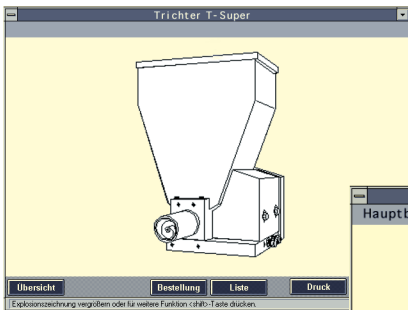 Trichter T-Super
Hauptb
Übersicht
Bestellung
Liste
Druck
Explosionszeichnung vergrößern oder für weitere Funktion <shift>-Taste drücken.